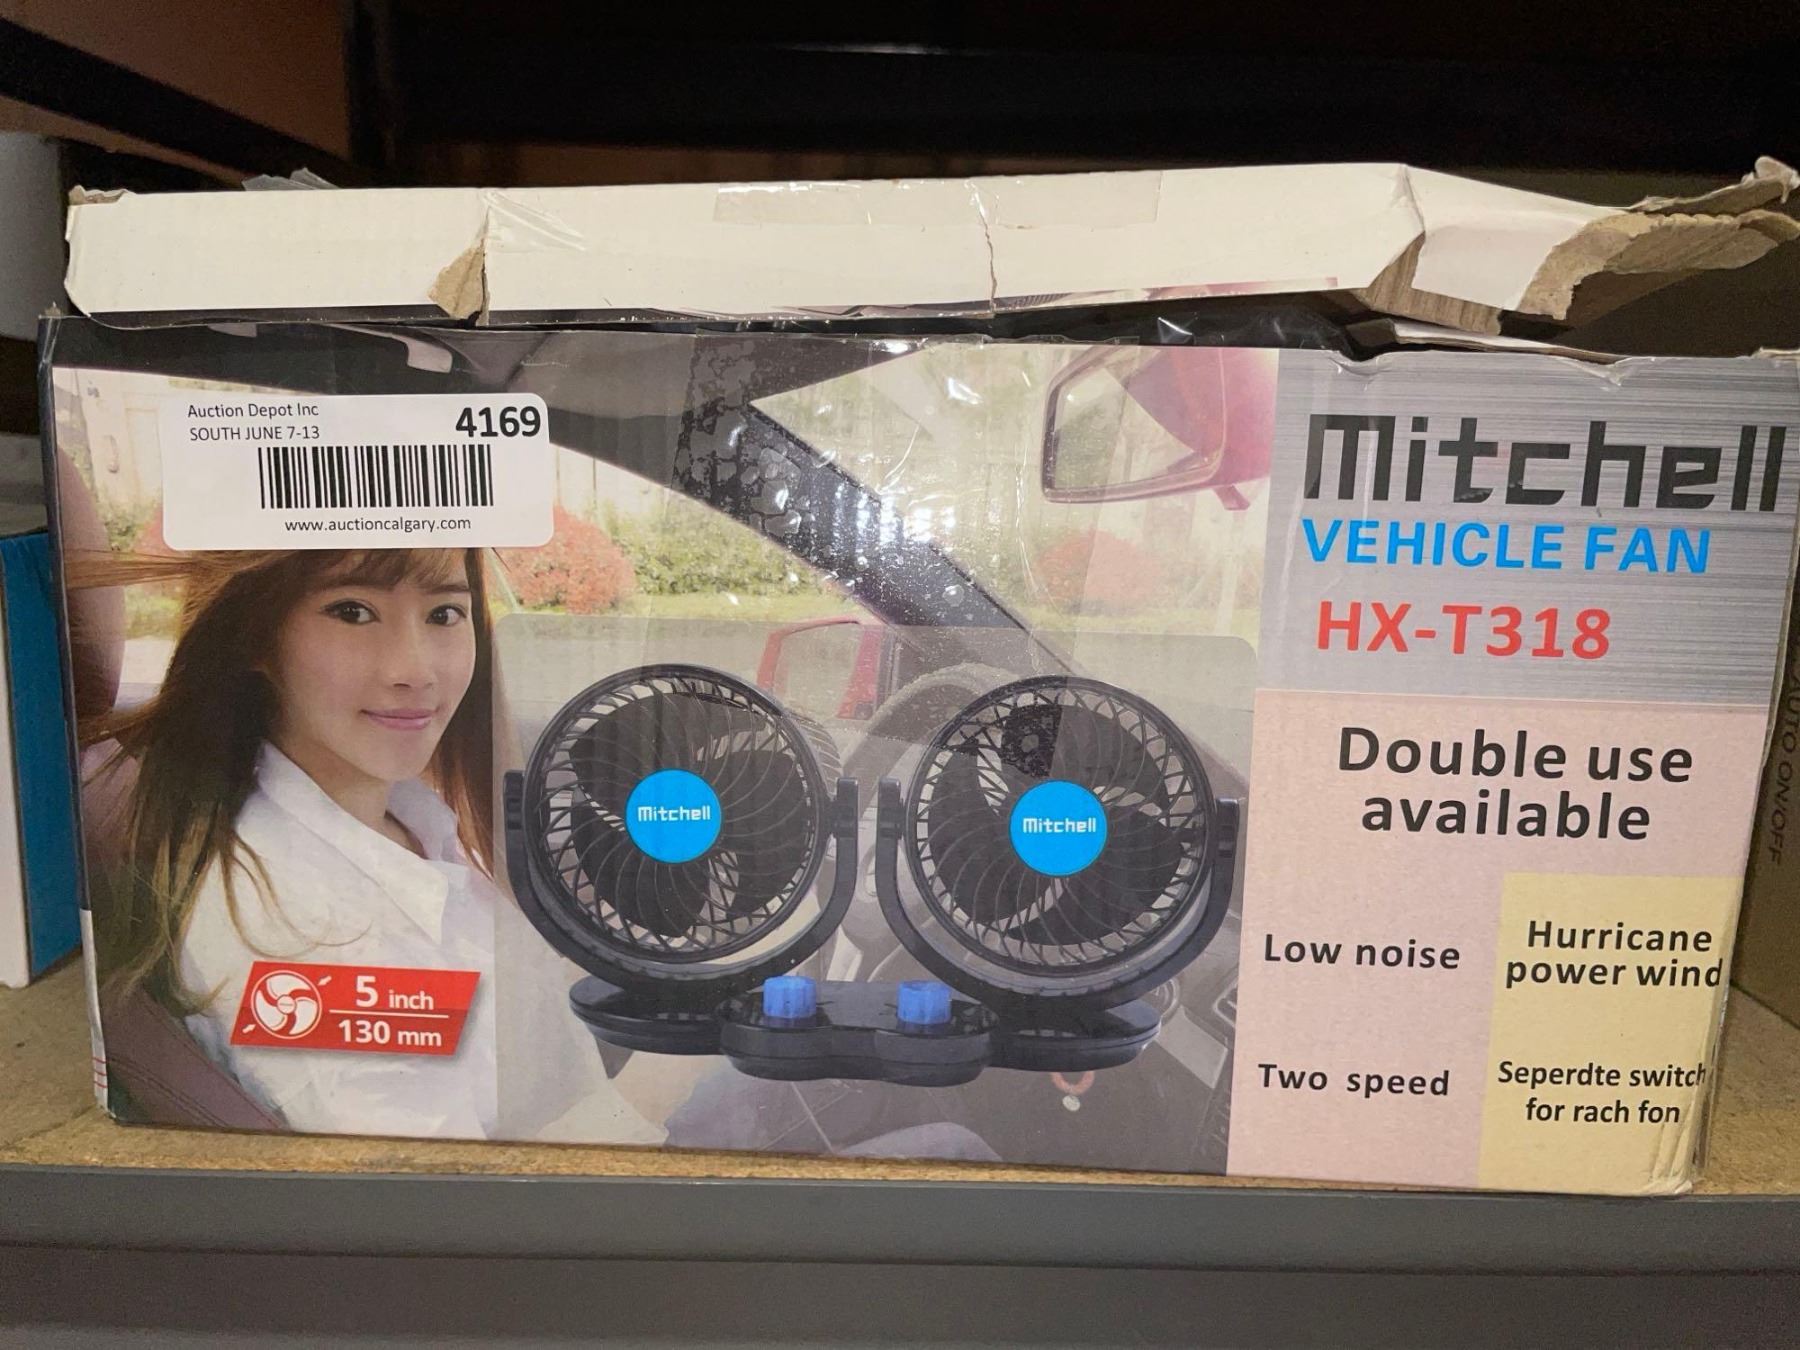 Auction Depot Inc
SOUTH JUNE 7-13
4169
www.auctioncalgary.com
Mitchell
VEHICLE FAN
HX-T318
Double use
available
Low noise
Hurricane
power wind
Two speed
Seperdte switch
for rach fon
Mitchell
Mitchell
5 inch
130 mm
AUTO ON/OFF